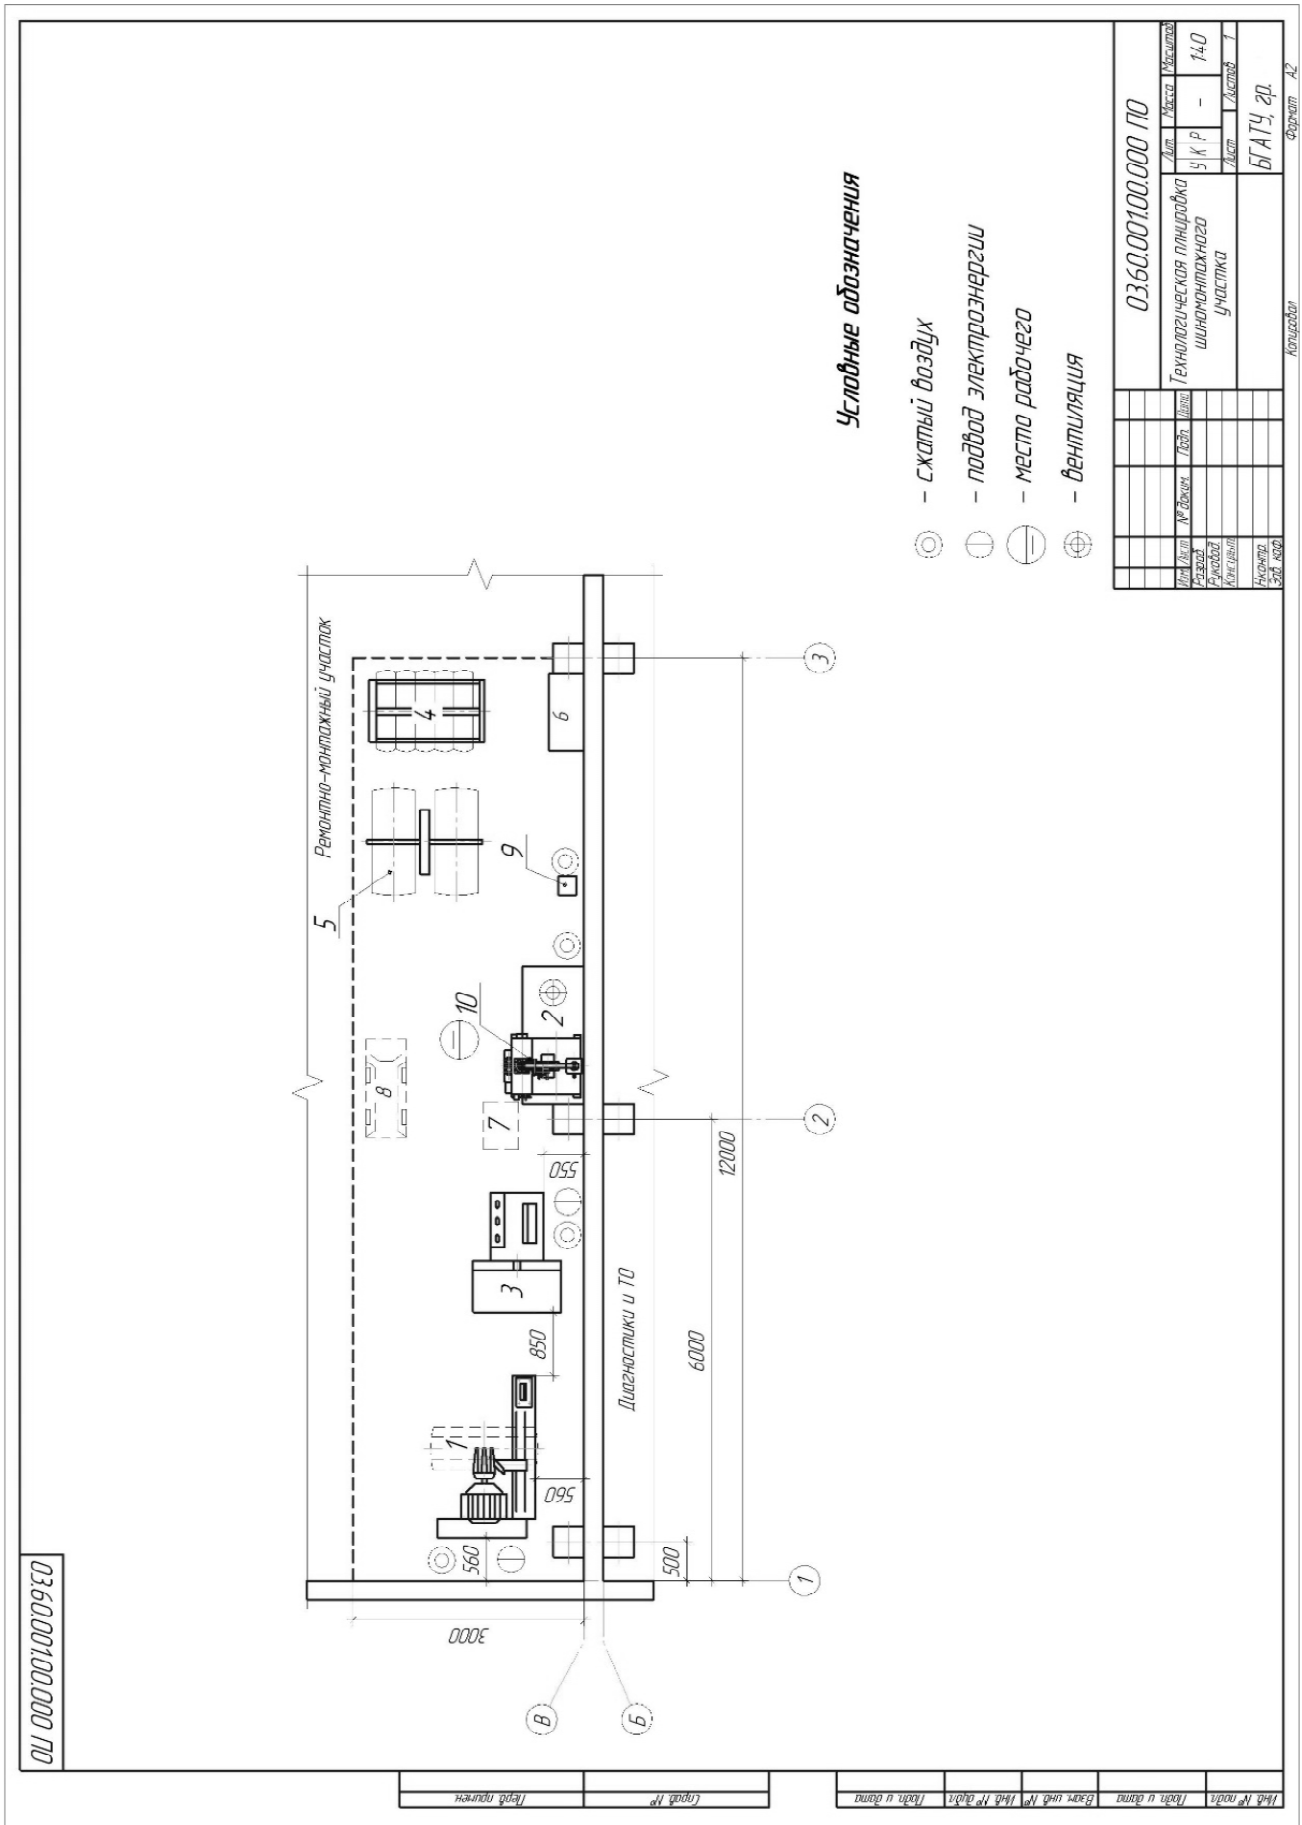 03.60.001.00.000 ПО
Перв. примен.
Справ. №
Подп. и дата
Инв. № дубл.
Взам. инв. №
Подп. и дата
Инв. № подл.
Ремонтно-монтажный участок
5
4
8
10
9
1
3
7
2
6
3000
560
560
850
550
500
Диагностики и ТО
6000
12000
В
Б
1
2
3
Условные обозначения
- сжатый воздух
- подвод электроэнергии
- место рабочего
- вентиляция
03.60.001.00.000 ПО
Изм. Лист № докум. Подп. Дата
Разраб.
Руковод.
Консульт.
Н.контр.
Зав. каф.
Технологическая плнировка
шиномонтажного
участка
Лит. Масса Масштаб
У К Р - 1:40
Лист Листов 1
БГАТУ, гр.
Копировал Формат А2